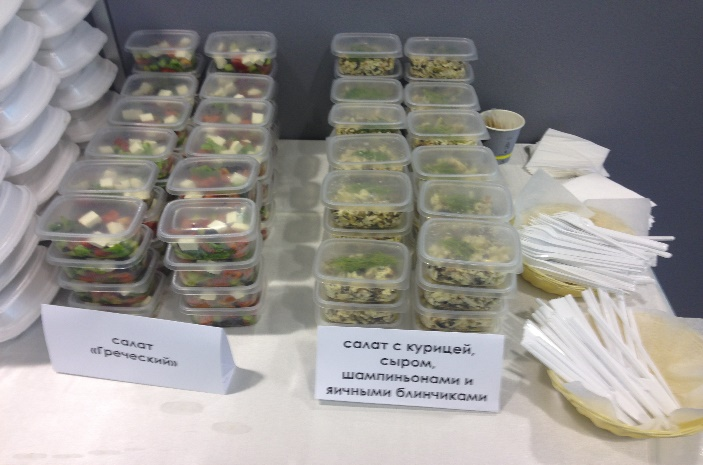 салат
«Греческий»
салат с курицей,
сыром,
шампиньонами и
яичными блинчиками